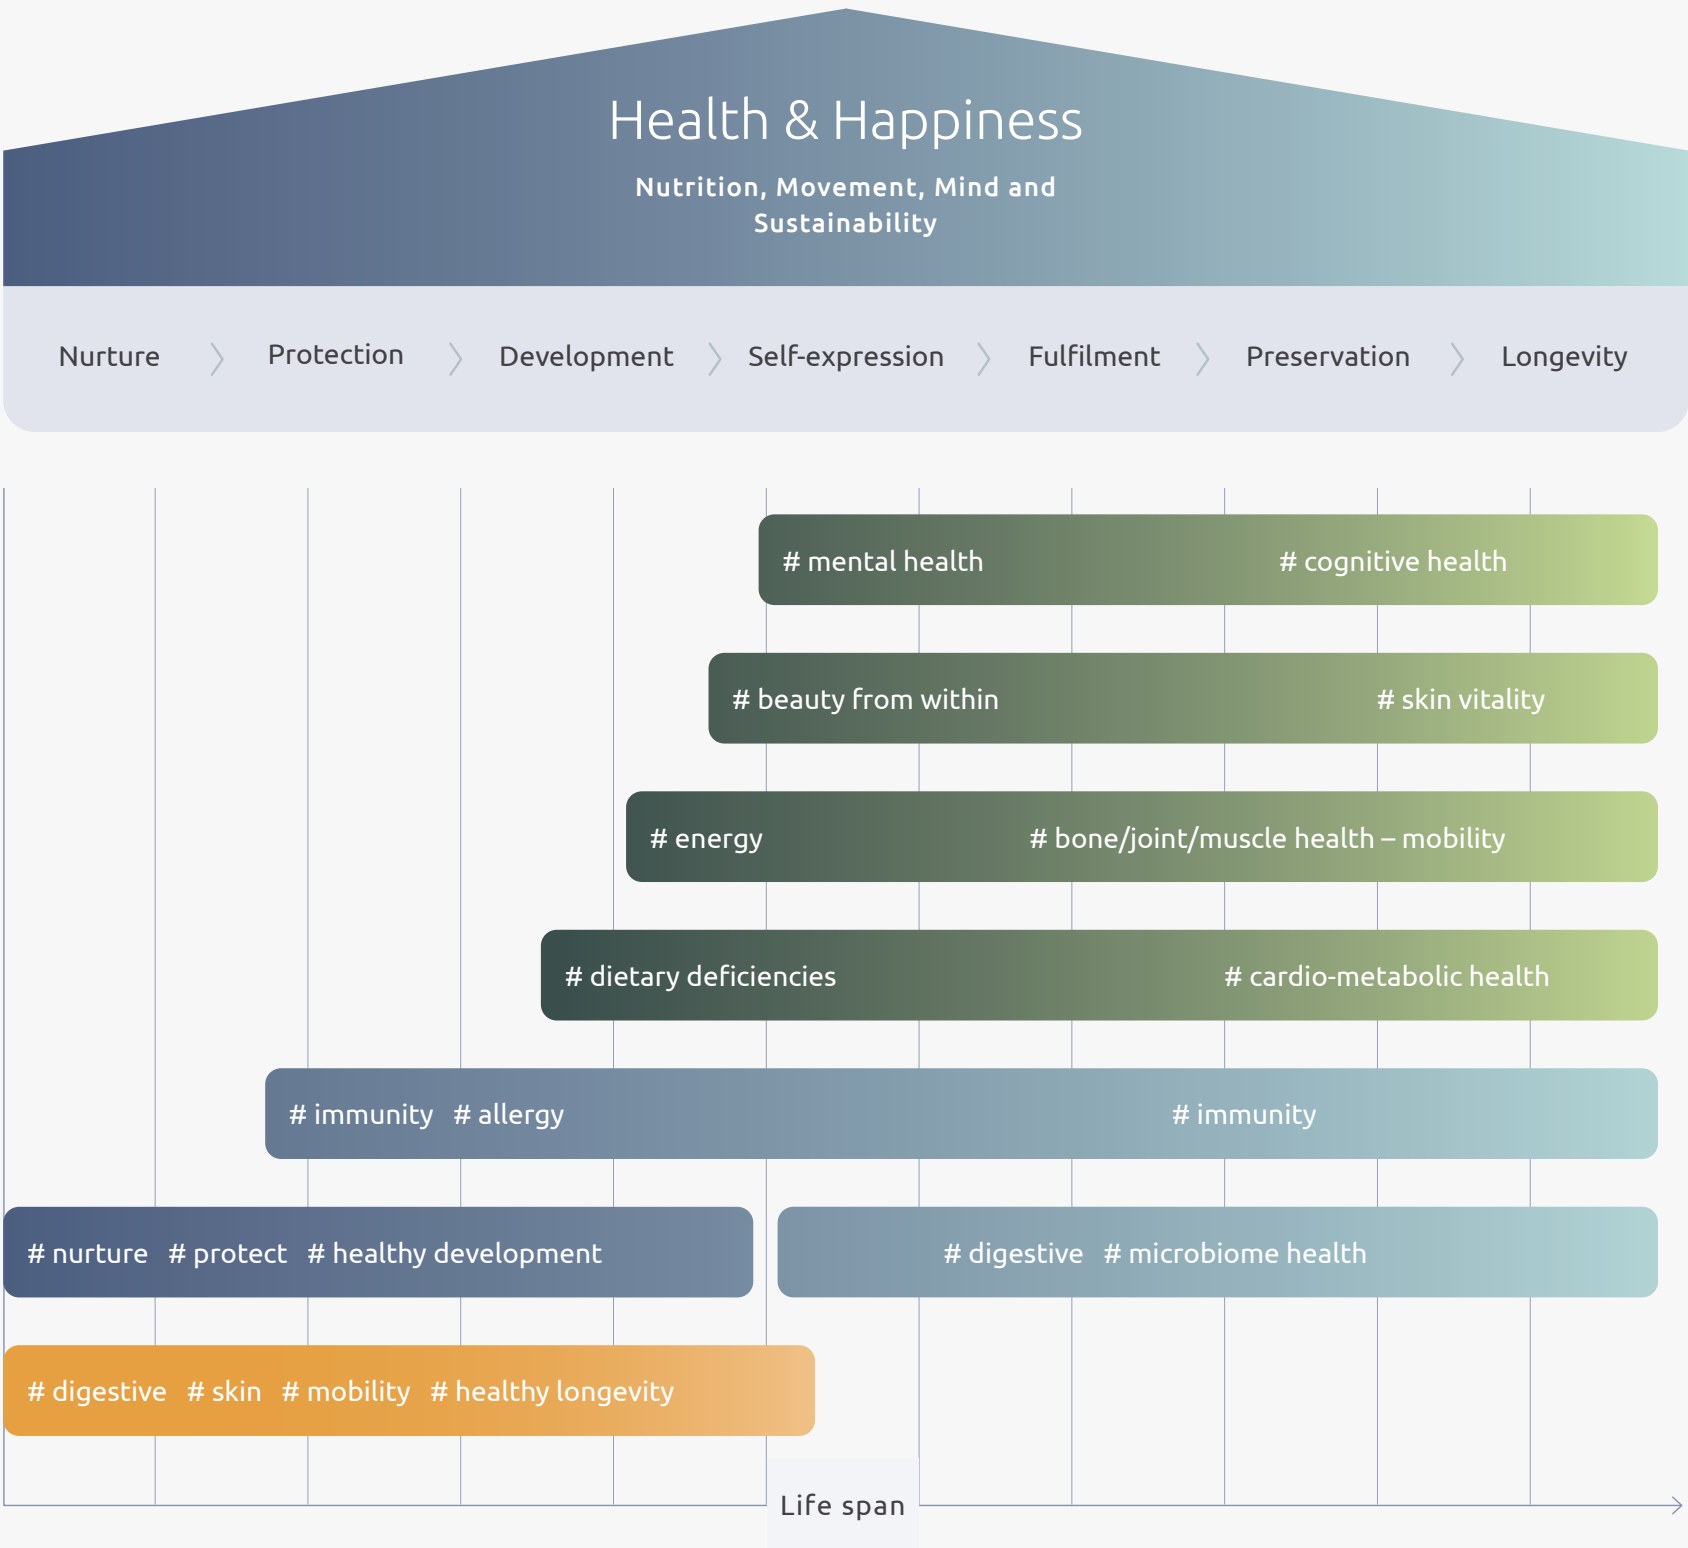 Health & Happiness
Nutrition, Movement, Mind and
Sustainability
Nurture
Protection
Development
Self-expression
Fulfilment
Preservation
Longevity
# mental health
# cognitive health
# beauty from within
# skin vitality
# energy
# bone/joint/muscle health – mobility
# dietary deficiencies
# cardio-metabolic health
# immunity # allergy
# immunity
# nurture # protect # healthy development
# digestive # microbiome health
# digestive # skin # mobility # healthy longevity
Life span